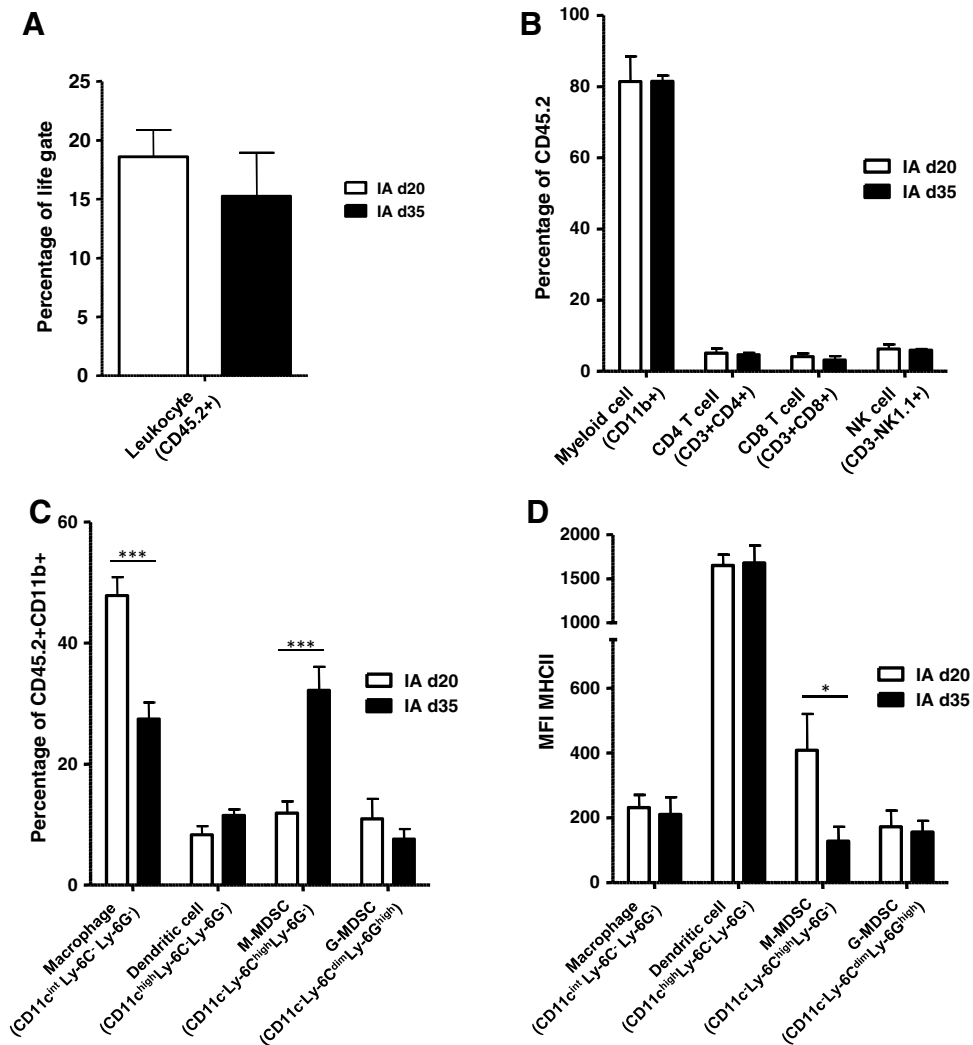 A
Percentage of life gate
25
20
15
10
5
0
Leukocyte
(CD45.2+)
IA d20
IA d35
B
Percentage of CD45.2
100
80
60
40
20
0
Myeloid cell
(CD11b+)
CD4 T cell
(CD3+CD4+)
CD8 T cell
(CD3+CD8+)
NK cell
(CD3-NK1.1+)
IA d20
IA d35
C
Percentage of CD45.2+CD11b+
60
40
20
0
***
***
Macrophage
(CD11cint Ly-6C- Ly-6G-)
Dendritic cell
(CD11chighLy-6C-Ly-6G-)
M-MDSC
(CD11c-Ly-6ChighLy-6G-)
G-MDSC
(CD11c-Ly-6CdimLy-6Ghigh)
IA d20
IA d35
D
MFI MHCII
2000
1500
1000
600
400
200
0
*
Macrophage
(CD11cint Ly-6C- Ly-6G-)
Dendritic cell
(CD11chighLy-6C-Ly-6G-)
M-MDSC
(CD11c-Ly-6ChighLy-6G-)
G-MDSC
(CD11c-Ly-6CdimLy-6Ghigh)
IA d20
IA d35